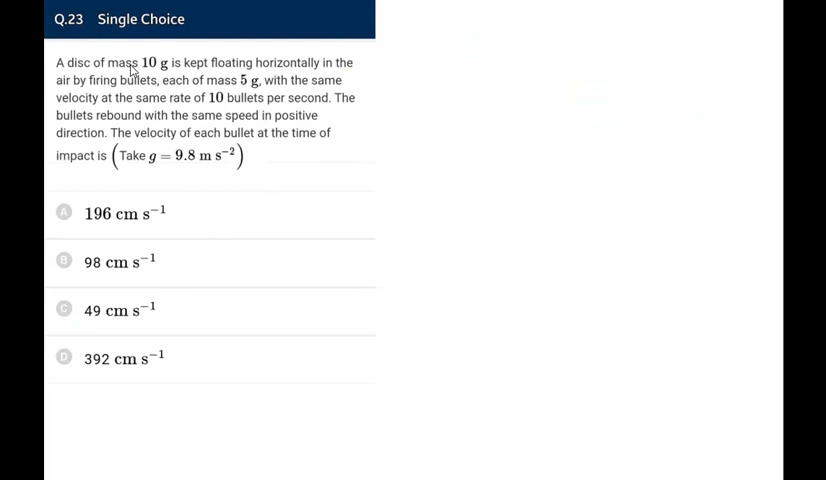 Q.23 Single Choice
A disc of mass 10 g is kept floating horizontally in the
air by firing bullets, each of mass 5 g, with the same
velocity at the same rate of 10 bullets per second. The
bullets rebound with the same speed in positive
direction. The velocity of each bullet at the time of
impact is (Take g = 9.8 m s⁻²)
A 196 cm s⁻¹
B 98 cm s⁻¹
C 49 cm s⁻¹
D 392 cm s⁻¹